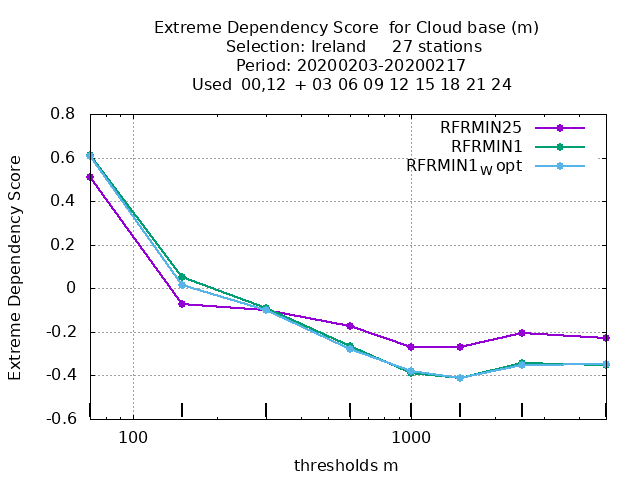 Extreme Dependency Score  for Cloud base (m)
Selection: Ireland     27 stations
Period: 20200203-20200217
Used  00,12  + 03 06 09 12 15 18 21 24
RFRMIN25
RFRMIN1
RFRMIN1W opt
Extreme Dependency Score
0.8
0.6
0.4
0.2
0
-0.2
-0.4
-0.6
100 1000
thresholds m